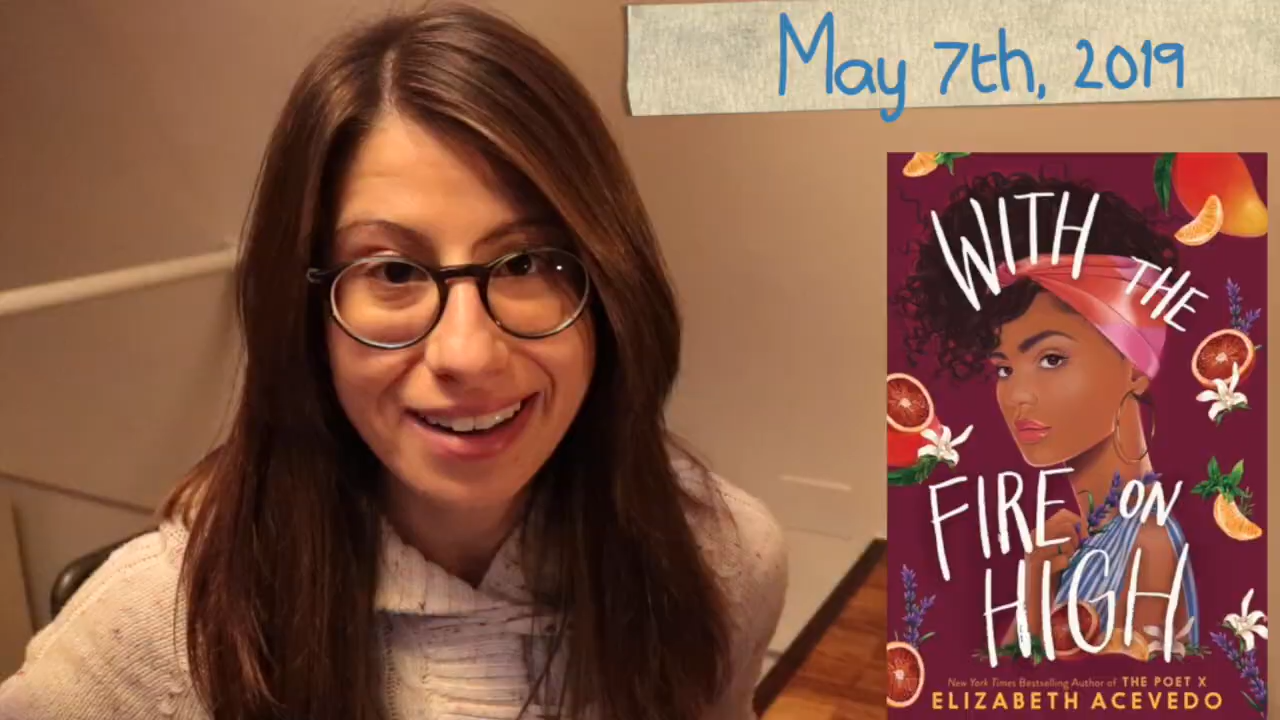 May 7th, 2019
WITH THE
FIRE ON
HIGH
New York Times Bestselling Author of THE POET X
ELIZABETH ACEVEDO